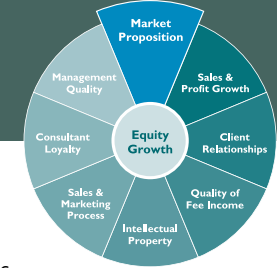 Market
Proposition
Sales &
Profit Growth
Client
Relationships
Quality of
Fee Income
Intellectual
Property
Sales &
Marketing
Process
Consultant
Loyalty
Management
Quality
Equity
Growth